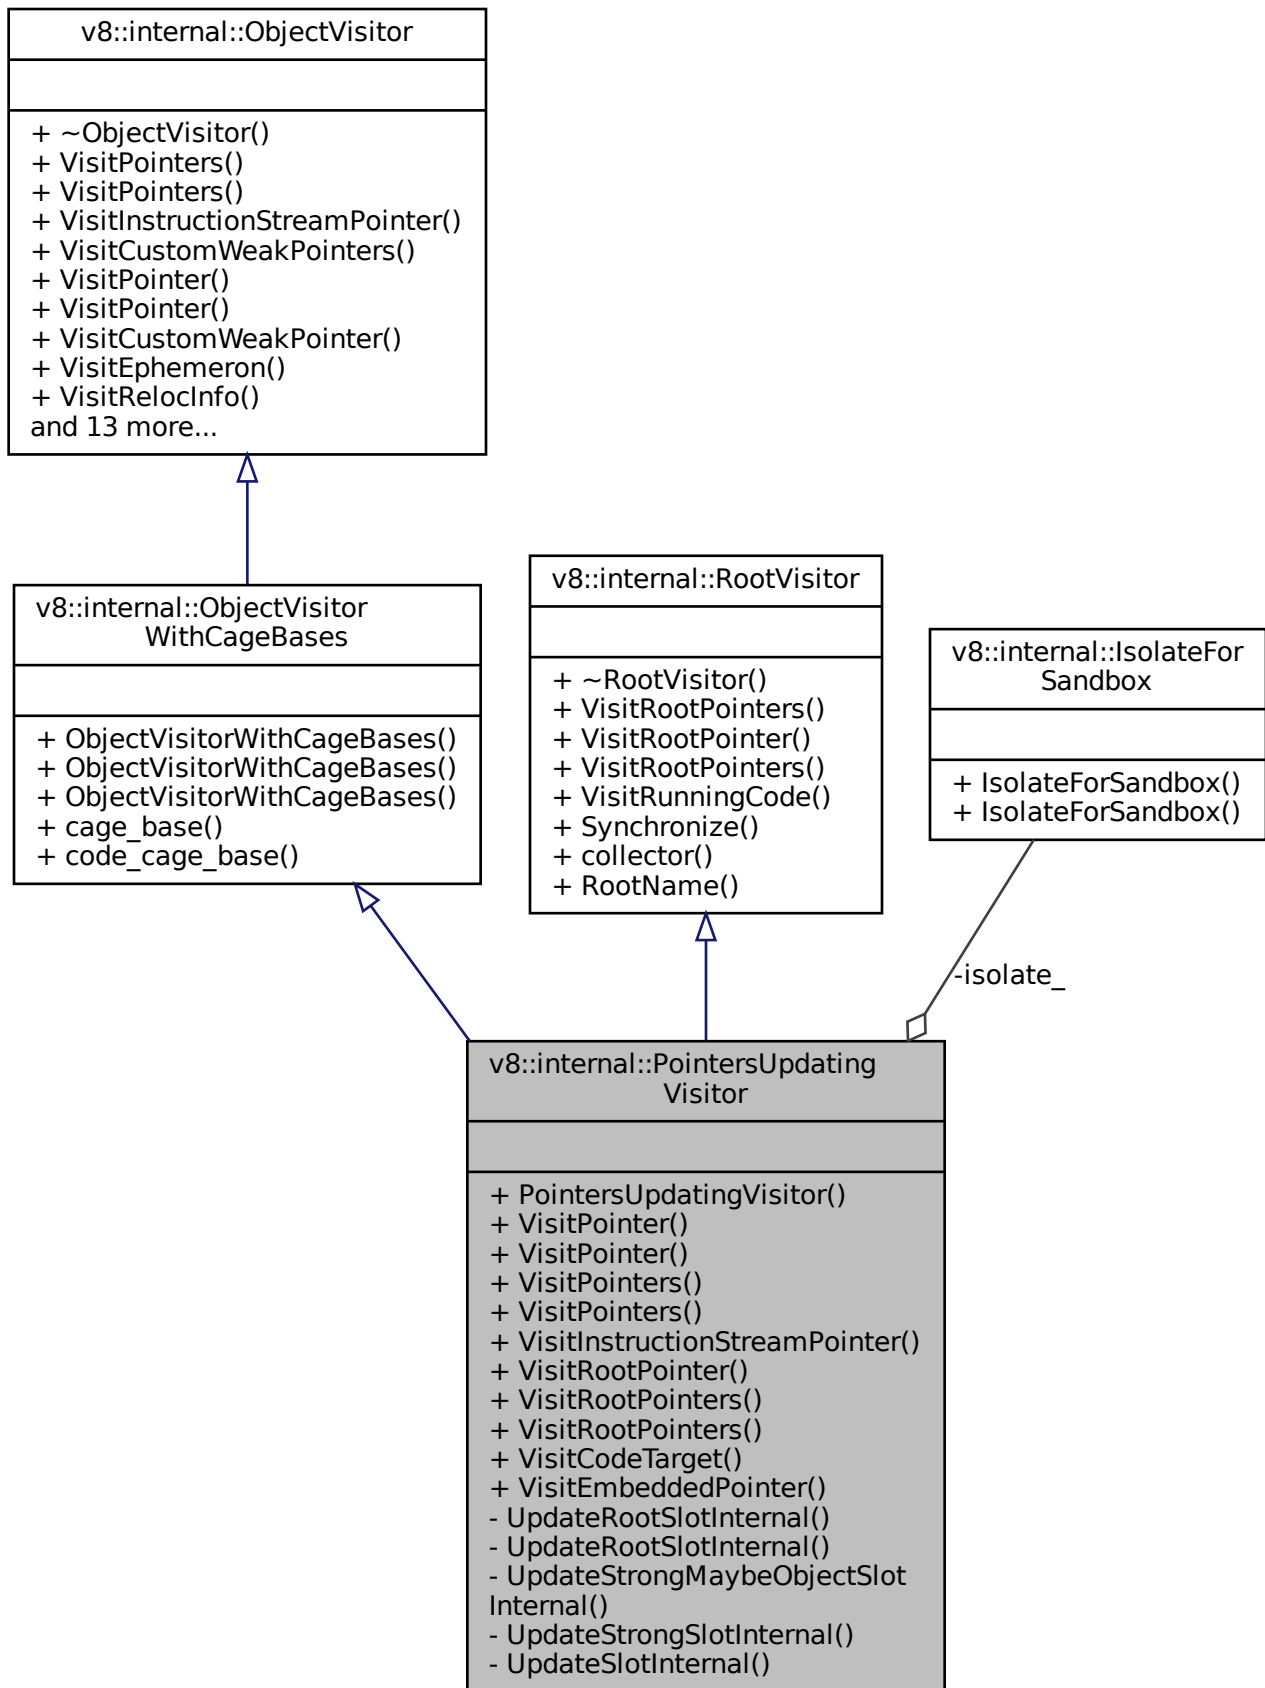 v8::internal::ObjectVisitor
+ ~ObjectVisitor()
+ VisitPointers()
+ VisitPointers()
+ VisitInstructionStreamPointer()
+ VisitCustomWeakPointers()
+ VisitPointer()
+ VisitPointer()
+ VisitCustomWeakPointer()
+ VisitEphemeron()
+ VisitRelocInfo()
and 13 more...
v8::internal::ObjectVisitor
WithCageBases
+ ObjectVisitorWithCageBases()
+ ObjectVisitorWithCageBases()
+ ObjectVisitorWithCageBases()
+ cage_base()
+ code_cage_base()
v8::internal::RootVisitor
+ ~RootVisitor()
+ VisitRootPointers()
+ VisitRootPointer()
+ VisitRootPointers()
+ VisitRunningCode()
+ Synchronize()
+ collector()
+ RootName()
v8::internal::IsolateFor
Sandbox
+ IsolateForSandbox()
+ IsolateForSandbox()
-isolate_
v8::internal::PointersUpdating
Visitor
+ PointersUpdatingVisitor()
+ VisitPointer()
+ VisitPointer()
+ VisitPointers()
+ VisitPointers()
+ VisitInstructionStreamPointer()
+ VisitRootPointer()
+ VisitRootPointers()
+ VisitRootPointers()
+ VisitCodeTarget()
+ VisitEmbeddedPointer()
- UpdateRootSlotInternal()
- UpdateRootSlotInternal()
- UpdateStrongMaybeObjectSlot
Internal()
- UpdateStrongSlotInternal()
- UpdateSlotInternal()